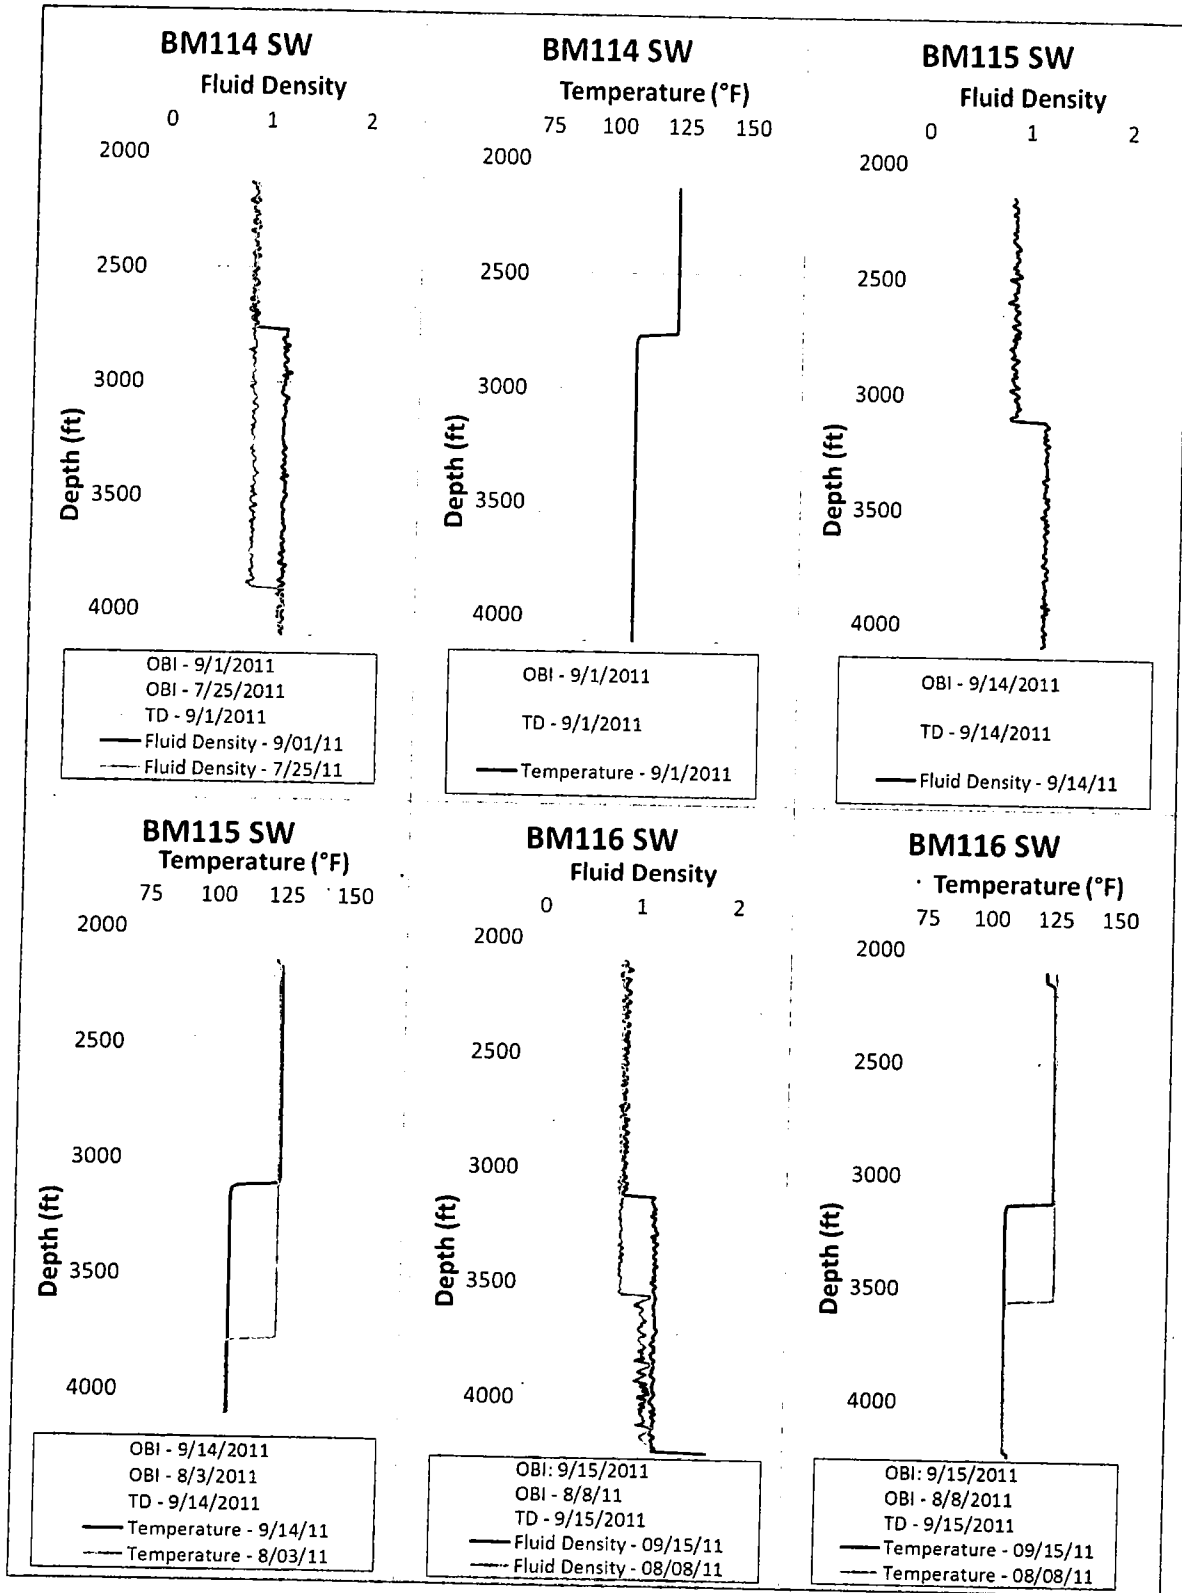 BM114 SW
Fluid Density
0 1 2
2000
2500
3000
3500
4000
Depth (ft)
OBI - 9/1/2011
OBI - 7/25/2011
TD - 9/1/2011
Fluid Density - 9/01/11
Fluid Density - 7/25/11
BM114 SW
Temperature (°F)
75 100 125 150
2000
2500
3000
3500
4000
Depth (ft)
OBI - 9/1/2011
TD - 9/1/2011
Temperature - 9/1/2011
BM115 SW
Fluid Density
0 1 2
2000
2500
3000
3500
4000
Depth (ft)
OBI - 9/14/2011
TD - 9/14/2011
Fluid Density - 9/14/11
BM115 SW
Temperature (°F)
75 100 125 150
2000
2500
3000
3500
4000
Depth (ft)
OBI - 9/14/2011
OBI - 8/3/2011
TD - 9/14/2011
Temperature - 9/14/11
Temperature - 8/03/11
BM116 SW
Fluid Density
0 1 2
2000
2500
3000
3500
4000
Depth (ft)
OBI: 9/15/2011
OBI - 8/8/11
TD - 9/15/2011
Fluid Density - 09/15/11
Fluid Density - 08/08/11
BM116 SW
Temperature (°F)
75 100 125 150
2000
2500
3000
3500
4000
Depth (ft)
OBI: 9/15/2011
OBI - 8/8/2011
TD - 9/15/2011
Temperature - 09/15/11
Temperature - 08/08/11